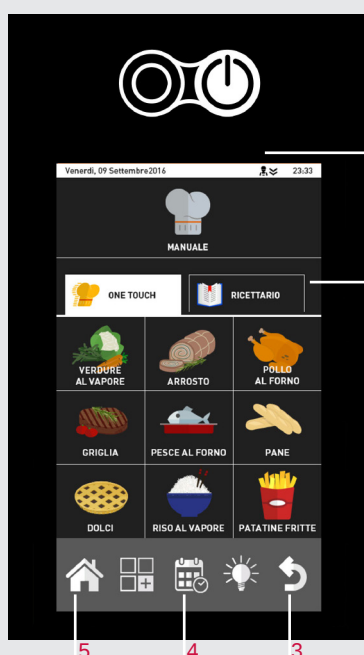 Venerdì, 09 Settembre2016 23:33
MANUALE
ONE TOUCH
RICETTARIO
VERDURE
AL VAPORE
ARROSTO
POLLO
AL FORNO
GRIGLIA
PESCE AL FORNO
PANE
DOLCI
RISO AL VAPORE
PATATINE FRITTE
5 4 3